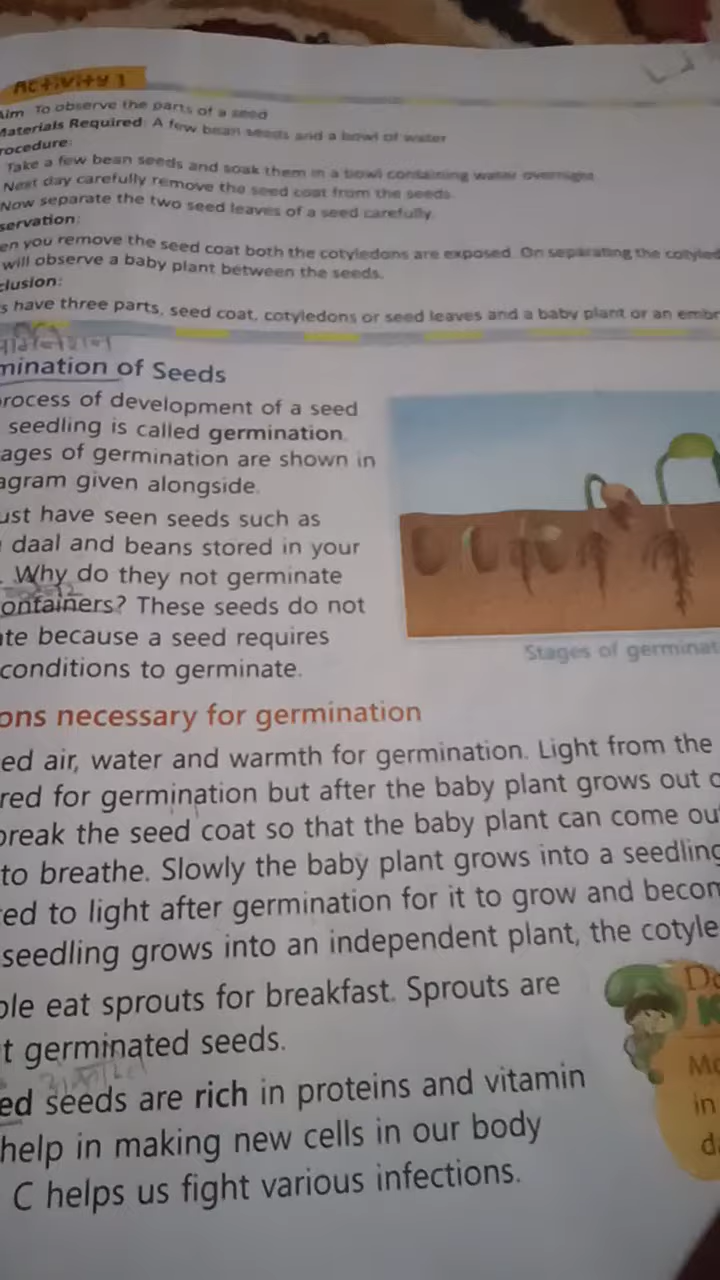 Activity 1
Aim To observe the parts of a seed
Materials Required: A few bean seeds and a bowl of water
rocedure:
Take a few bean seeds and soak them in a bowl containing water overnight
Next day carefully remove the seed coat from the seeds.
Now separate the two seed leaves of a seed carefully.
servation:
en you remove the seed coat both the cotyledons are exposed. On separating the cotyled
will observe a baby plant between the seeds.
clusion:
s have three parts, seed coat, cotyledons or seed leaves and a baby plant or an embr
mination of Seeds
rocess of development of a seed
seedling is called germination.
ages of germination are shown in
agram given alongside.
ust have seen seeds such as
daal and beans stored in your
. Why do they not germinate
ontainers? These seeds do not
ate because a seed requires
conditions to germinate.
Stages of germinat
ons necessary for germination
ed air, water and warmth for germination. Light from the
red for germination but after the baby plant grows out o
break the seed coat so that the baby plant can come ou
to breathe. Slowly the baby plant grows into a seedling
ed to light after germination for it to grow and becom
seedling grows into an independent plant, the cotyle
ple eat sprouts for breakfast. Sprouts are
t germinated seeds.
ed seeds are rich in proteins and vitamin
help in making new cells in our body
C helps us fight various infections.
Do
K
Mo
in
d